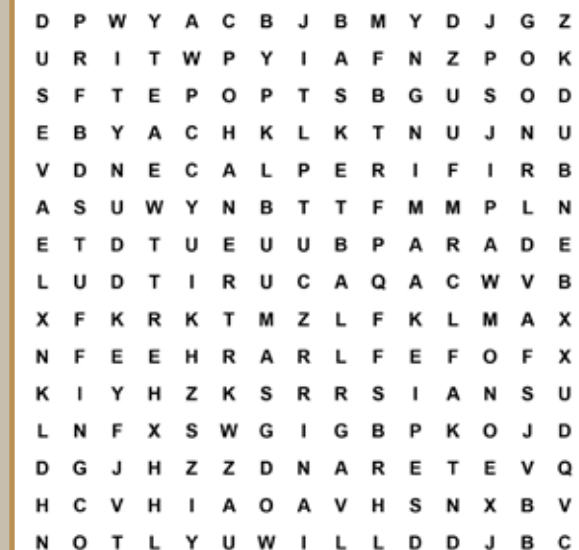 D P W Y A C B J B M Y D J G Z
U R I T W P Y I A F N Z P O K
S F T E P O P T S B G U S O D
E B Y A C H K L K T N U J N U
V D N E C A L P E R I F I R B
A S U W Y N B T T F M M P L N
E T D T U E U U B P A R A D E
L U D T I R U C A Q A C W V B
X F K R K T M Z L F K L M A X
N F E E H R A R L F E F O F X
K I Y H Z K S R R S I A N S U
L N F X S W G I G B P K O J D
D G J H Z Z D N A R E T E V Q
H C V H I A O A V H S N X B V
N O T L Y U W I L L D D J B C